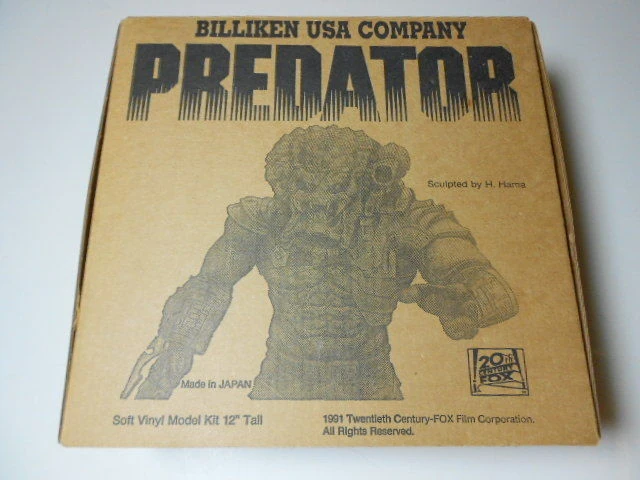 BILLIKEN USA COMPANY
PREDATOR
Sculpted by H. Hama
Made in JAPAN
20th
CENTURY
FOX
Soft Vinyl Model Kit 12" Tall
1991 Twentieth Century-FOX Film Corporation.
All Rights Reserved.